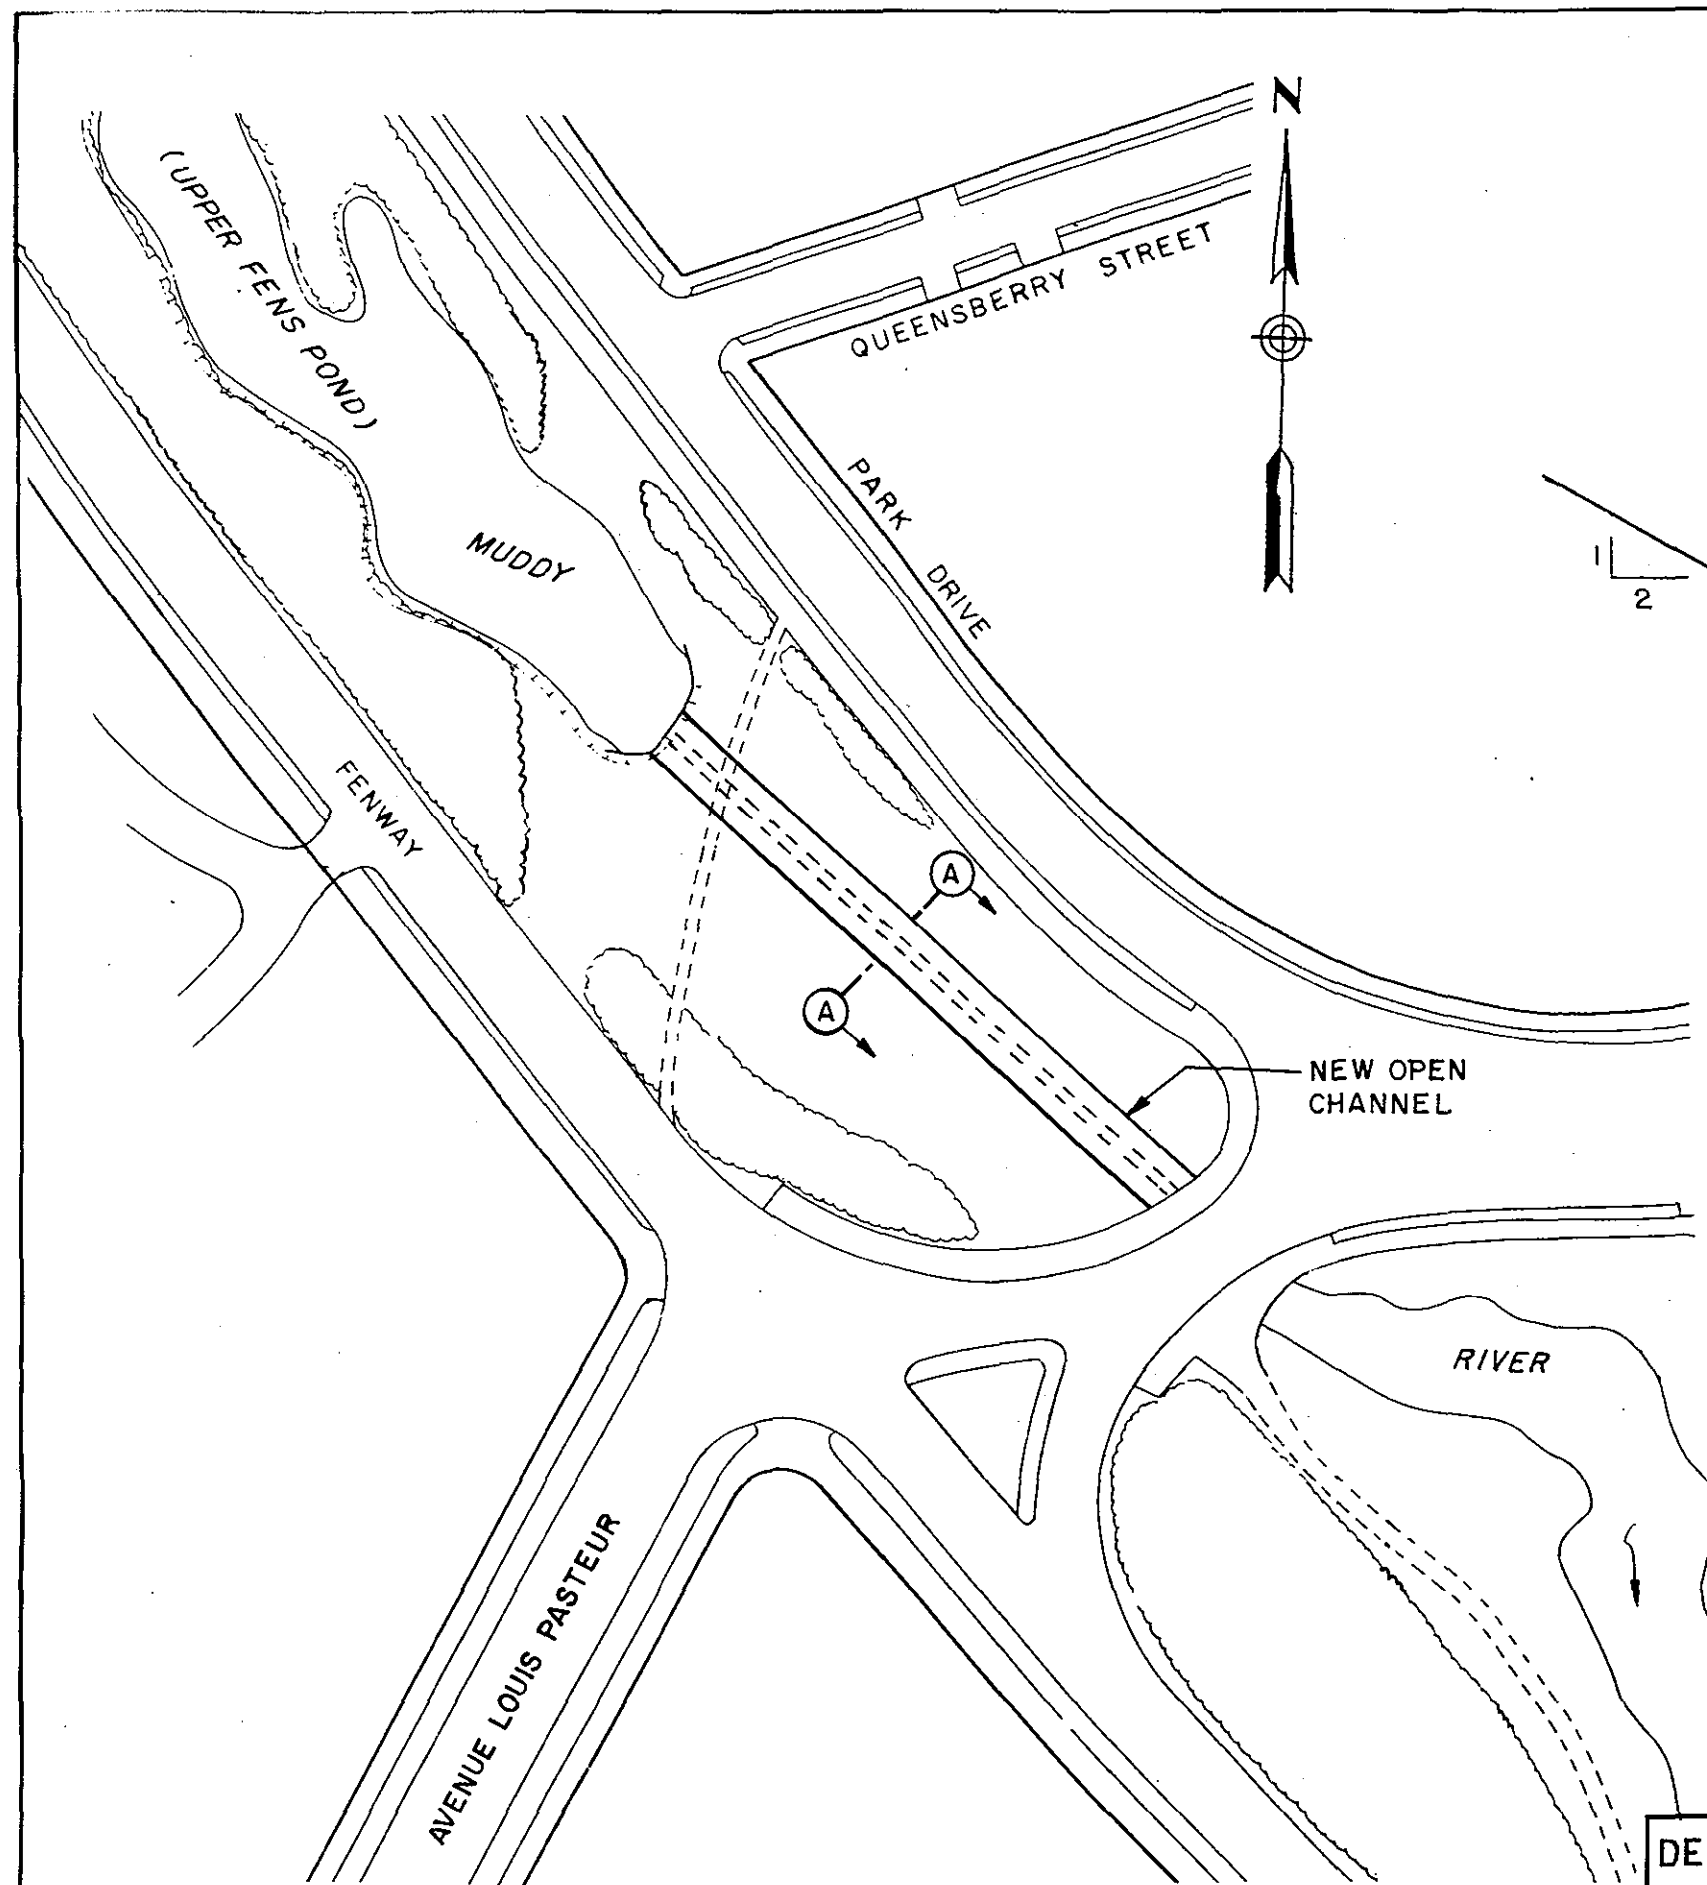 N
(UPPER FENS POND)
QUEENSBERRY STREET
PARK DRIVE
1
2
MUDDY
FENWAY
A
A
NEW OPEN
CHANNEL
RIVER
AVENUE LOUIS PASTEUR
DE